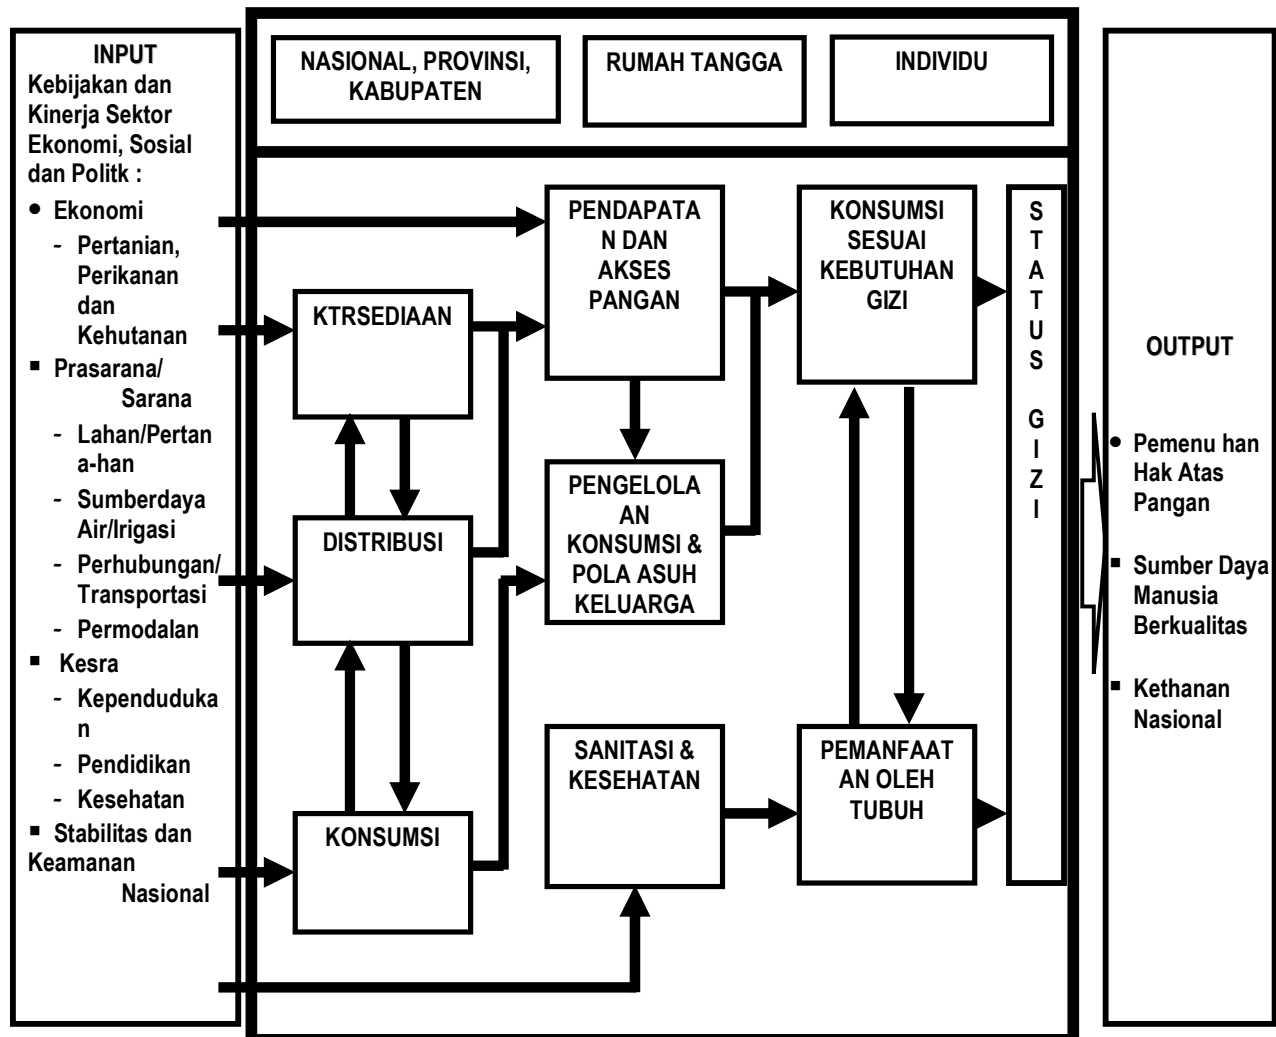 INPUT
Kebijakan dan
Kinerja Sektor
Ekonomi, Sosial
dan Politk :
● Ekonomi
- Pertanian,
Perikanan
dan
Kehutanan
▪ Prasarana/
Sarana
- Lahan/Pertan
a-han
- Sumberdaya
Air/Irigasi
- Perhubungan/
Transportasi
- Permodalan
▪ Kesra
- Kependuduka
n
- Pendidikan
- Kesehatan
▪ Stabilitas dan
Keamanan
Nasional
NASIONAL, PROVINSI,
KABUPATEN
RUMAH TANGGA
INDIVIDU
KTRSEDIAAN
DISTRIBUSI
KONSUMSI
PENDAPATA
N DAN
AKSES
PANGAN
PENGELOLA
AN
KONSUMSI &
POLA ASUH
KELUARGA
SANITASI &
KESEHATAN
KONSUMSI
SESUAI
KEBUTUHAN
GIZI
PEMANFAAT
AN OLEH
TUBUH
S
T
A
T
U
S
G
I
Z
I
OUTPUT
● Pemenu han
Hak Atas
Pangan
▪ Sumber Daya
Manusia
Berkualitas
▪ Kethanan
Nasional